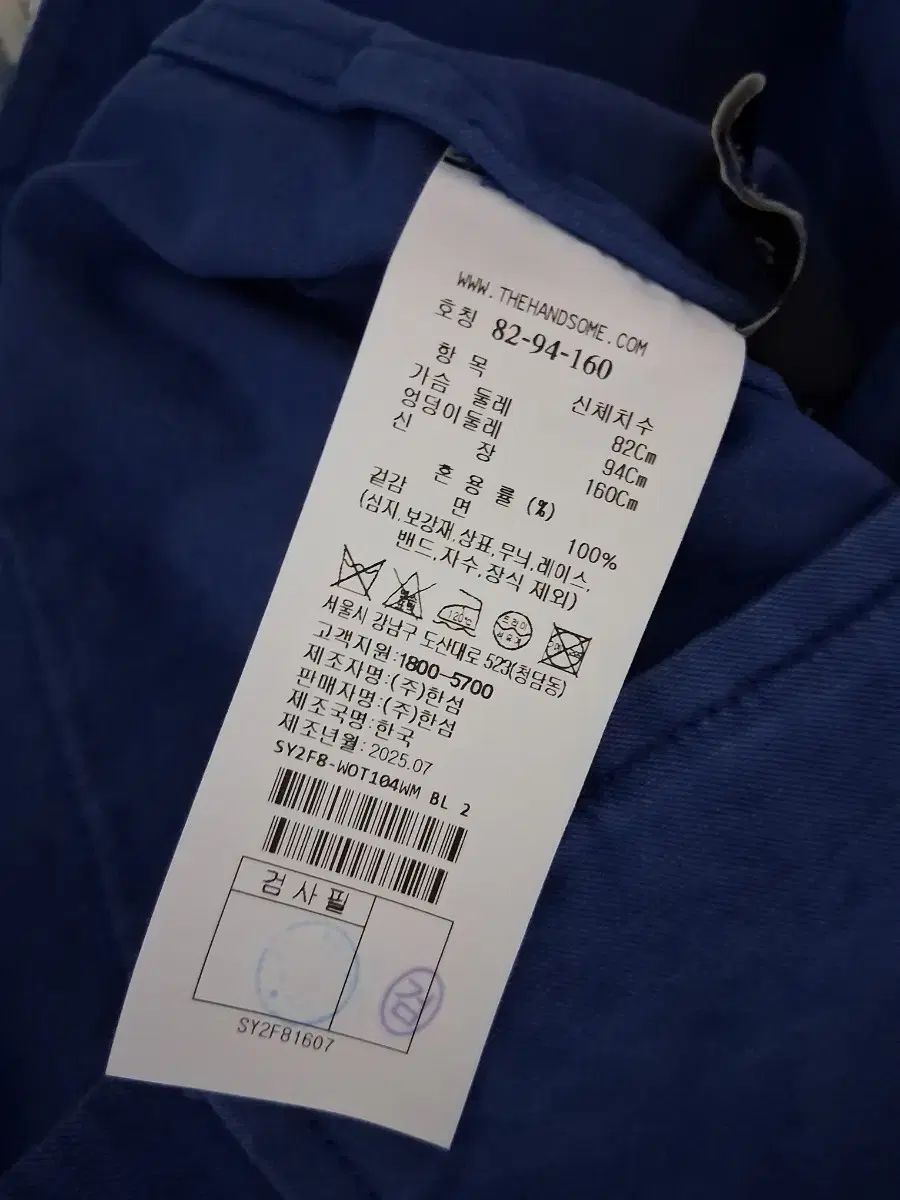 WWW.THEHANDSOME.COM
호칭 82-94-160
항 목 신체치수
가슴 둘레 82Cm
엉덩이둘레 94Cm
신 장 160Cm
혼 용 률 (%)
겉감 면 100%
(심지,보강재,상표,무늬,레이스,
밴드,자수,장식 제외)
120℃ 드라이
서울시 강남구 도산대로 523(청담동)
고객지원:1800-5700
제조자명:(주)한섬
판매자명:(주)한섬
제조국명:한국
제조년월:2025.07
SY2F8-WOT104WM BL 2
검 사 필
검
SY2F81607